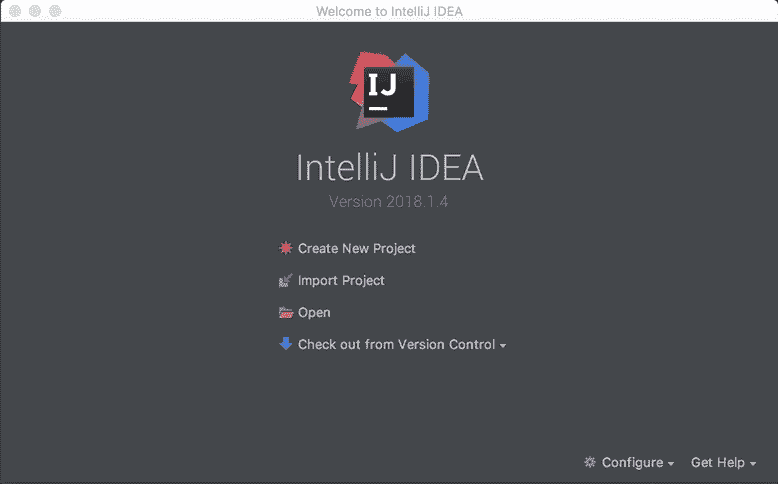 Welcome to IntelliJ IDEA
IJ
IntelliJ IDEA
Version 2018.1.4
Create New Project
Import Project
Open
Check out from Version Control
Configure
Get Help